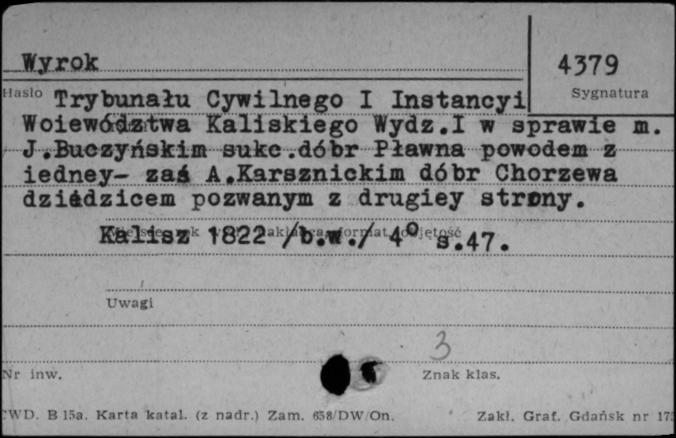 Wyrok
4379
Hasło
Sygnatura
Trybunału Cywilnego I Instancyi
Woiewództwa Kaliskiego Wydz.I w sprawie m.
J.Buczyńskim sukc.dóbr Pławna powodem z
iedney- zaś A.Karsznickim dóbr Chorzewa
dziedzicem pozwanym z drugiey strony.
Kalisz 1822 /b.w./ 4° s.47.
Uwagi
3
Nr inw.
Znak klas.
WD. B 15a. Karta katal. (z nadr.) Zam. 658/DW/On.
Zakł. Graf. Gdańsk nr